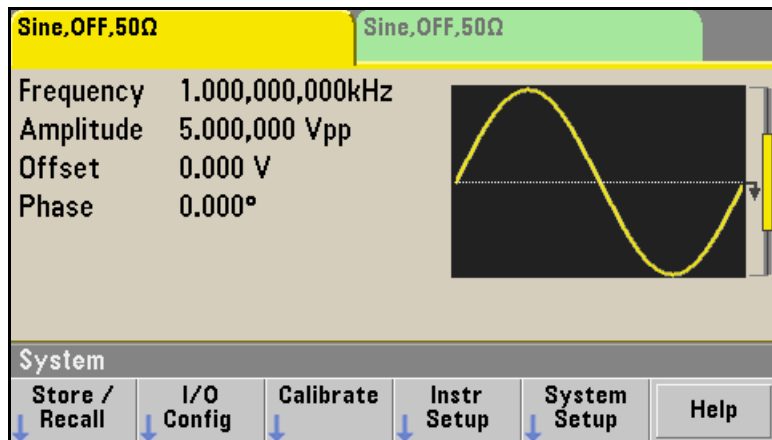 Sine,OFF,50Ω
Sine,OFF,50Ω
Frequency 1.000,000,000kHz
Amplitude 5.000,000 Vpp
Offset 0.000 V
Phase 0.000°
System
Store / Recall
I/O Config
Calibrate
Instr Setup
System Setup
Help